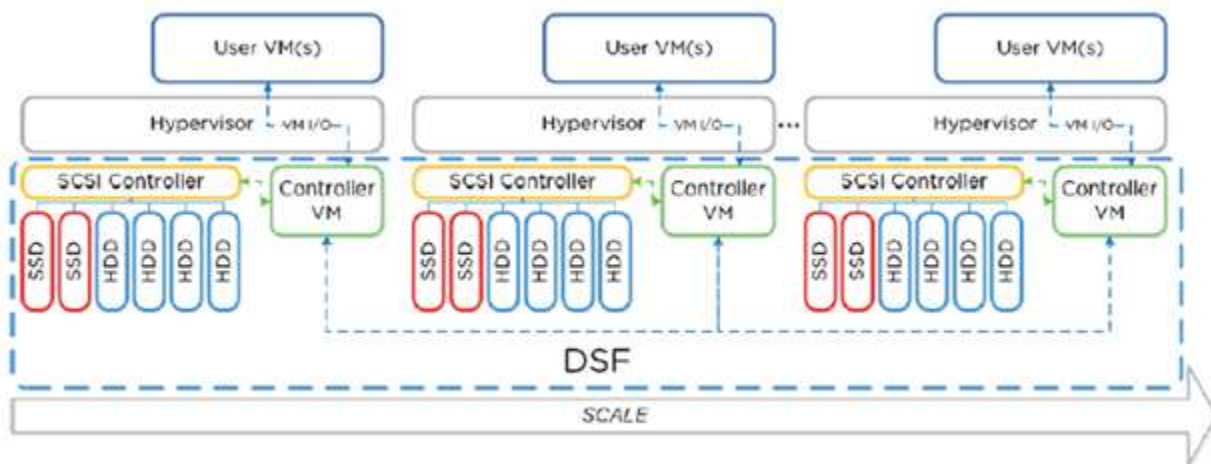 User VM(s) User VM(s) User VM(s)
Hypervisor VM I/O Hypervisor VM I/O ... Hypervisor VM I/O
SCSI Controller Controller VM SCSI Controller Controller VM SCSI Controller Controller VM
SSD SSD HDD HDD HDD HDD SSD SSD HDD HDD HDD HDD SSD SSD HDD HDD HDD HDD
DSF
SCALE